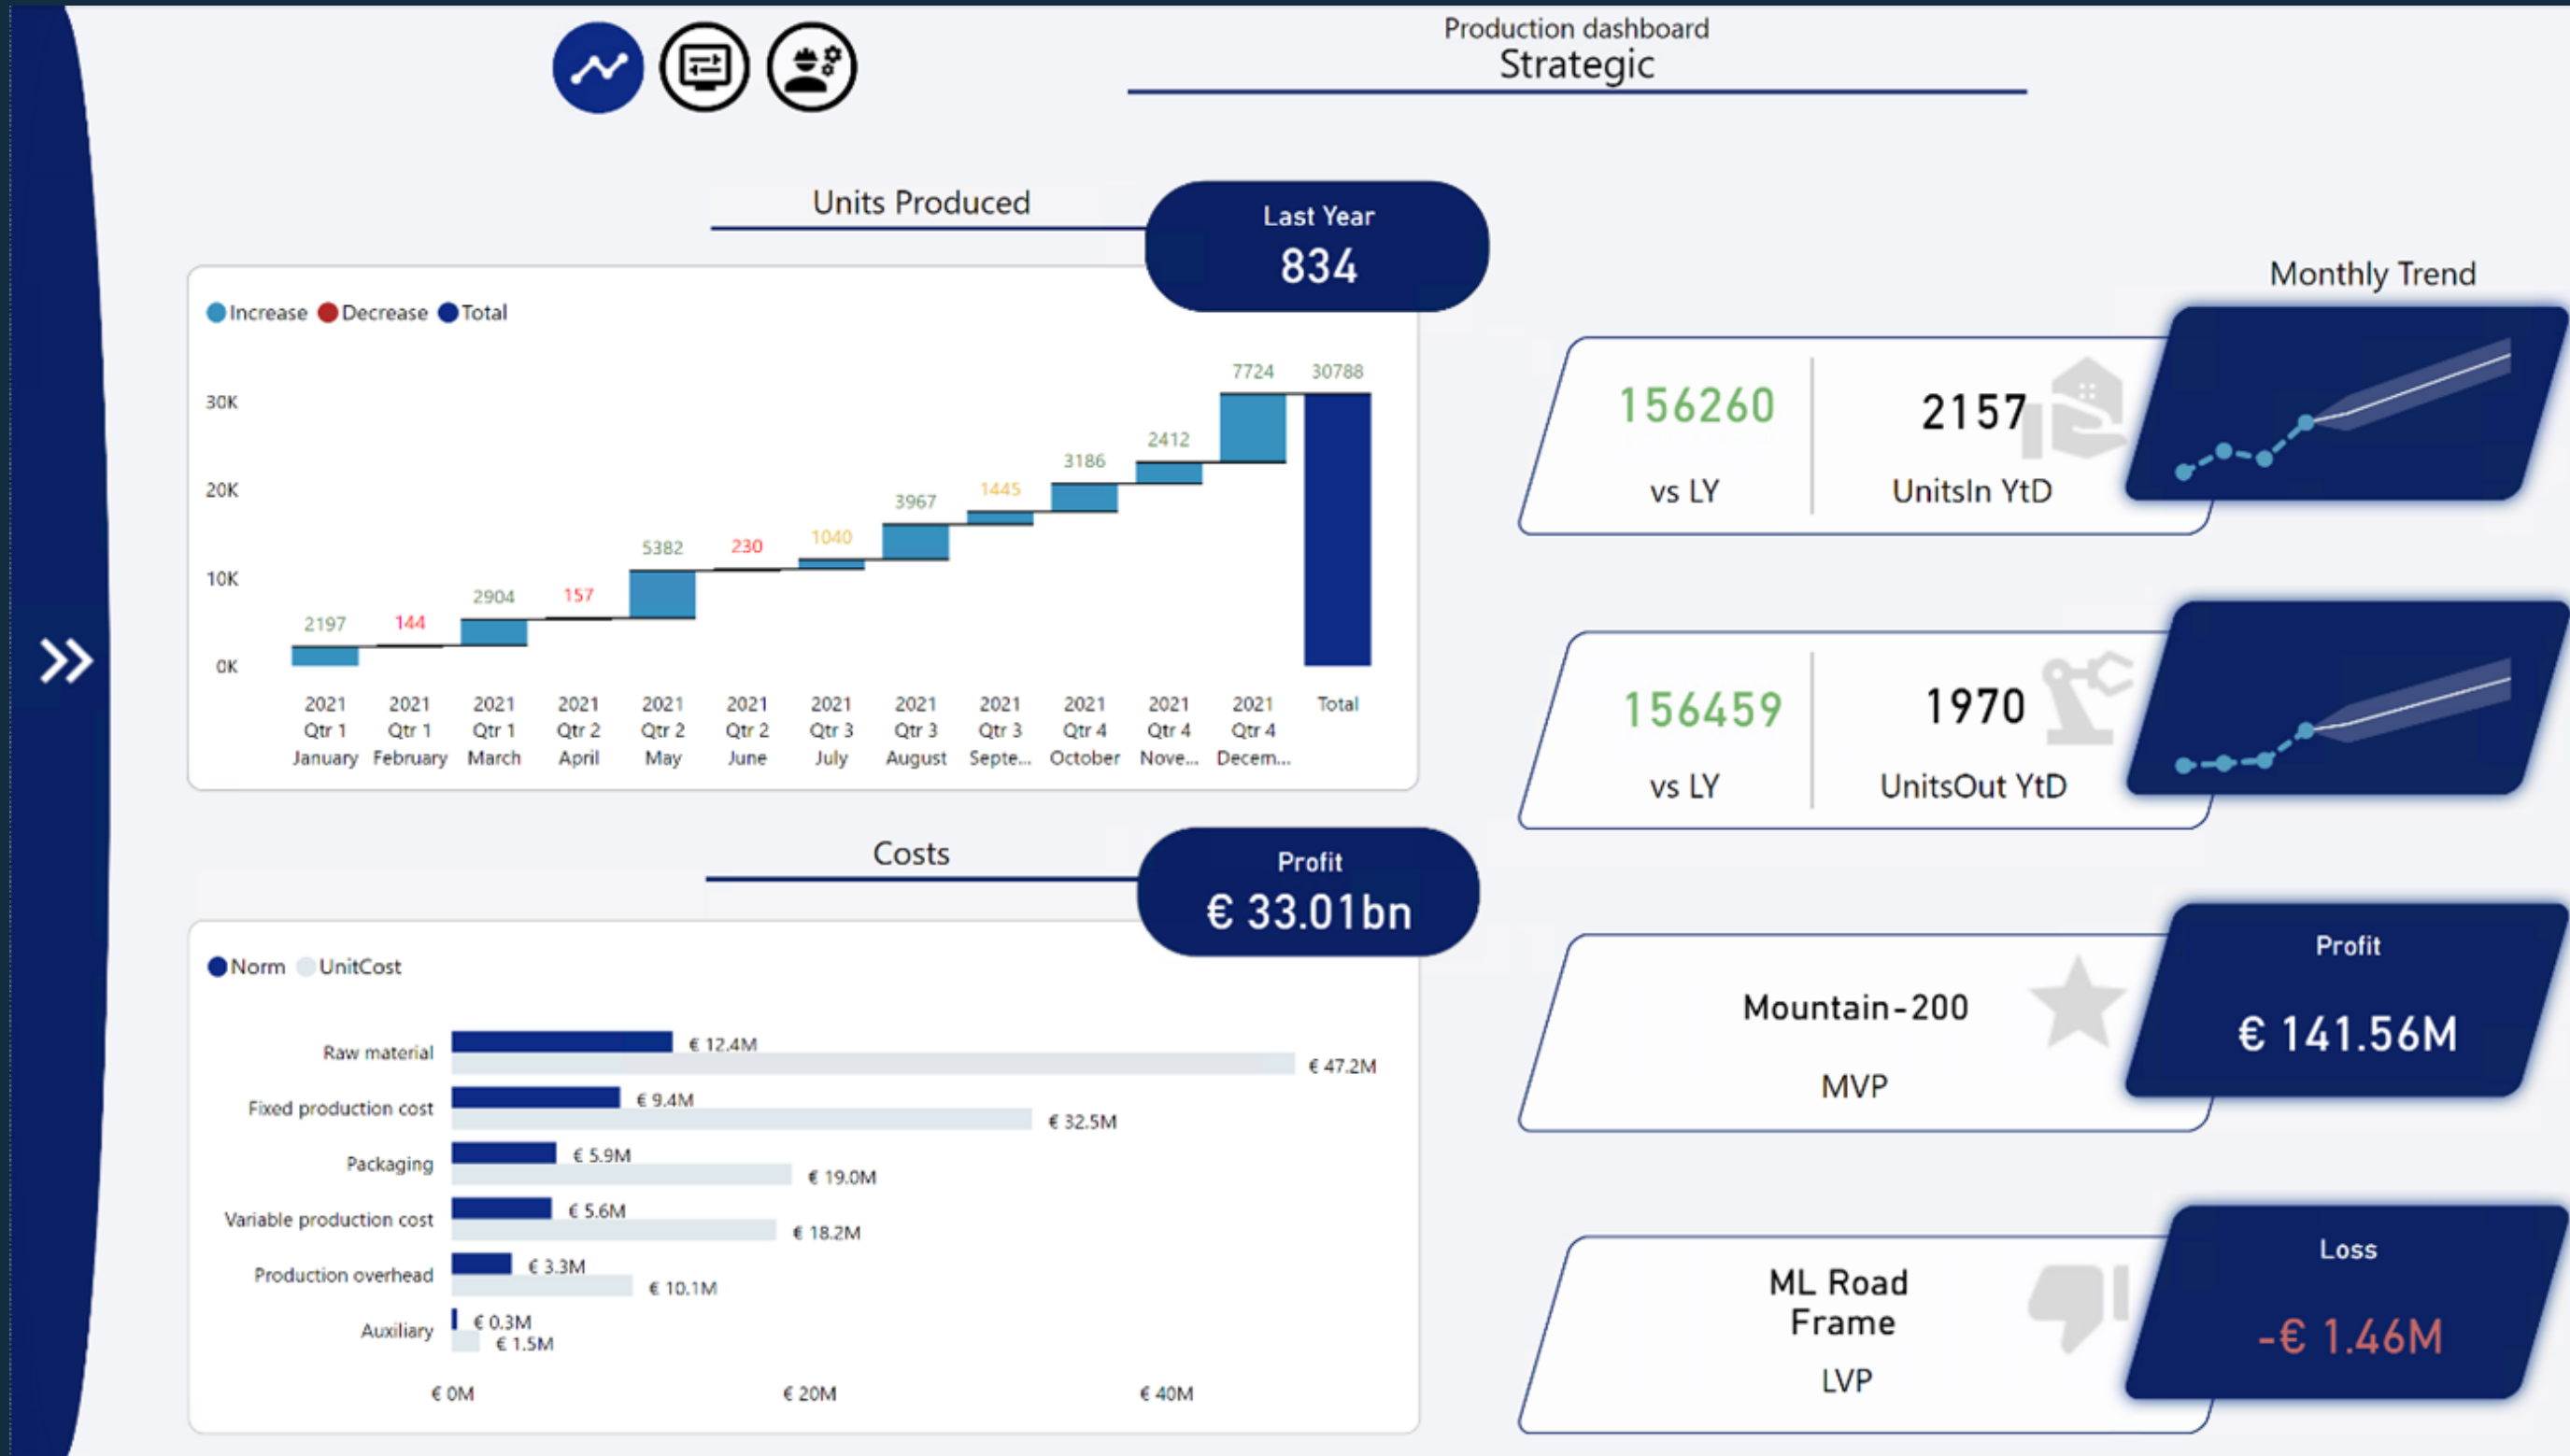 Production dashboard
Strategic
Units Produced
Last Year
834
Increase Decrease Total
30K
20K
10K
0K
2197
144
2904
157
5382
230
1040
3967
1445
3186
2412
7724
30788
2021 2021 2021 2021 2021 2021 2021 2021 2021 2021 2021 2021 Total
Qtr 1 Qtr 1 Qtr 1 Qtr 2 Qtr 2 Qtr 2 Qtr 3 Qtr 3 Qtr 3 Qtr 4 Qtr 4 Qtr 4
January February March April May June July August Septe... October Nove... Decem...
Costs
Profit
€ 33.01bn
Norm UnitCost
Raw material
€ 12.4M
€ 47.2M
Fixed production cost
€ 9.4M
€ 32.5M
Packaging
€ 5.9M
€ 19.0M
Variable production cost
€ 5.6M
€ 18.2M
Production overhead
€ 3.3M
€ 10.1M
Auxiliary
€ 0.3M
€ 1.5M
€ 0M € 20M € 40M
Monthly Trend
156260
vs LY
2157
UnitsIn YtD
156459
vs LY
1970
UnitsOut YtD
Mountain-200
MVP
Profit
€ 141.56M
ML Road
Frame
LVP
Loss
-€ 1.46M